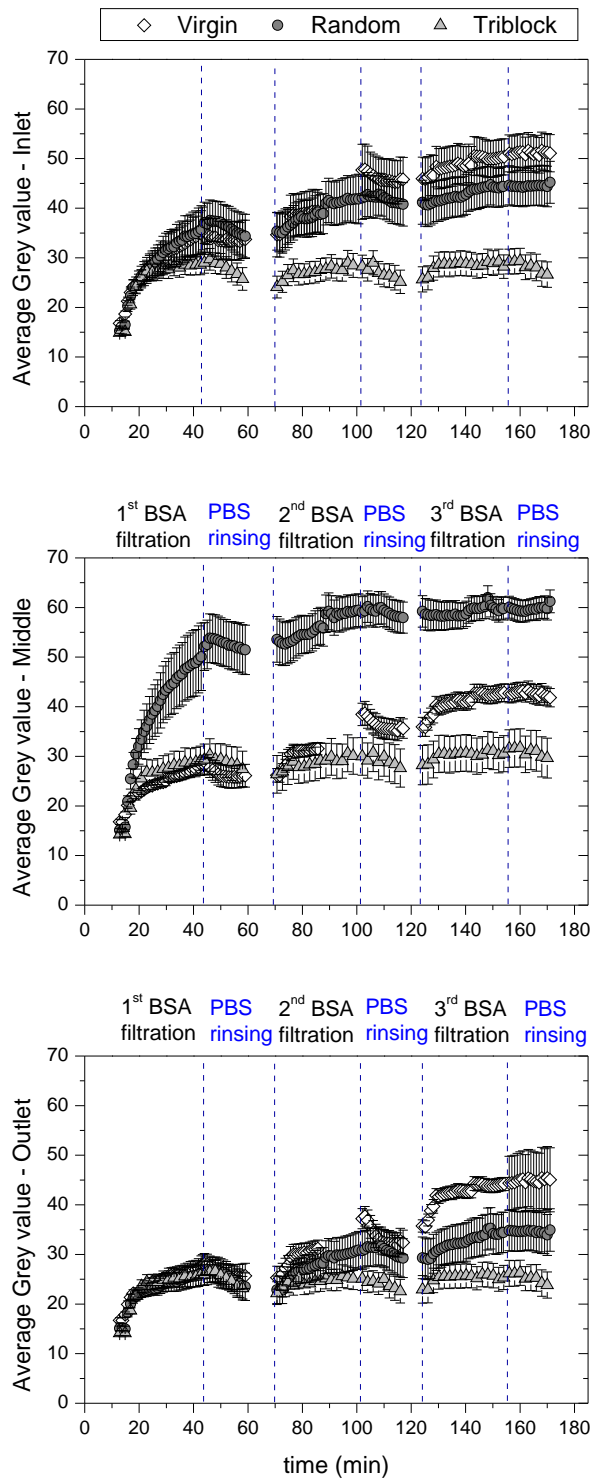 Virgin Random Triblock
70
60
50
40
30
20
10
0
Average Grey value - Inlet
0 20 40 60 80 100 120 140 160 180
1st BSA PBS 2nd BSA PBS 3rd BSA PBS
filtration rinsing filtration rinsing filtration rinsing
70
60
50
40
30
20
10
0
Average Grey value - Middle
0 20 40 60 80 100 120 140 160 180
1st BSA PBS 2nd BSA PBS 3rd BSA PBS
filtration rinsing filtration rinsing filtration rinsing
70
60
50
40
30
20
10
0
Average Grey value - Outlet
0 20 40 60 80 100 120 140 160 180
time (min)